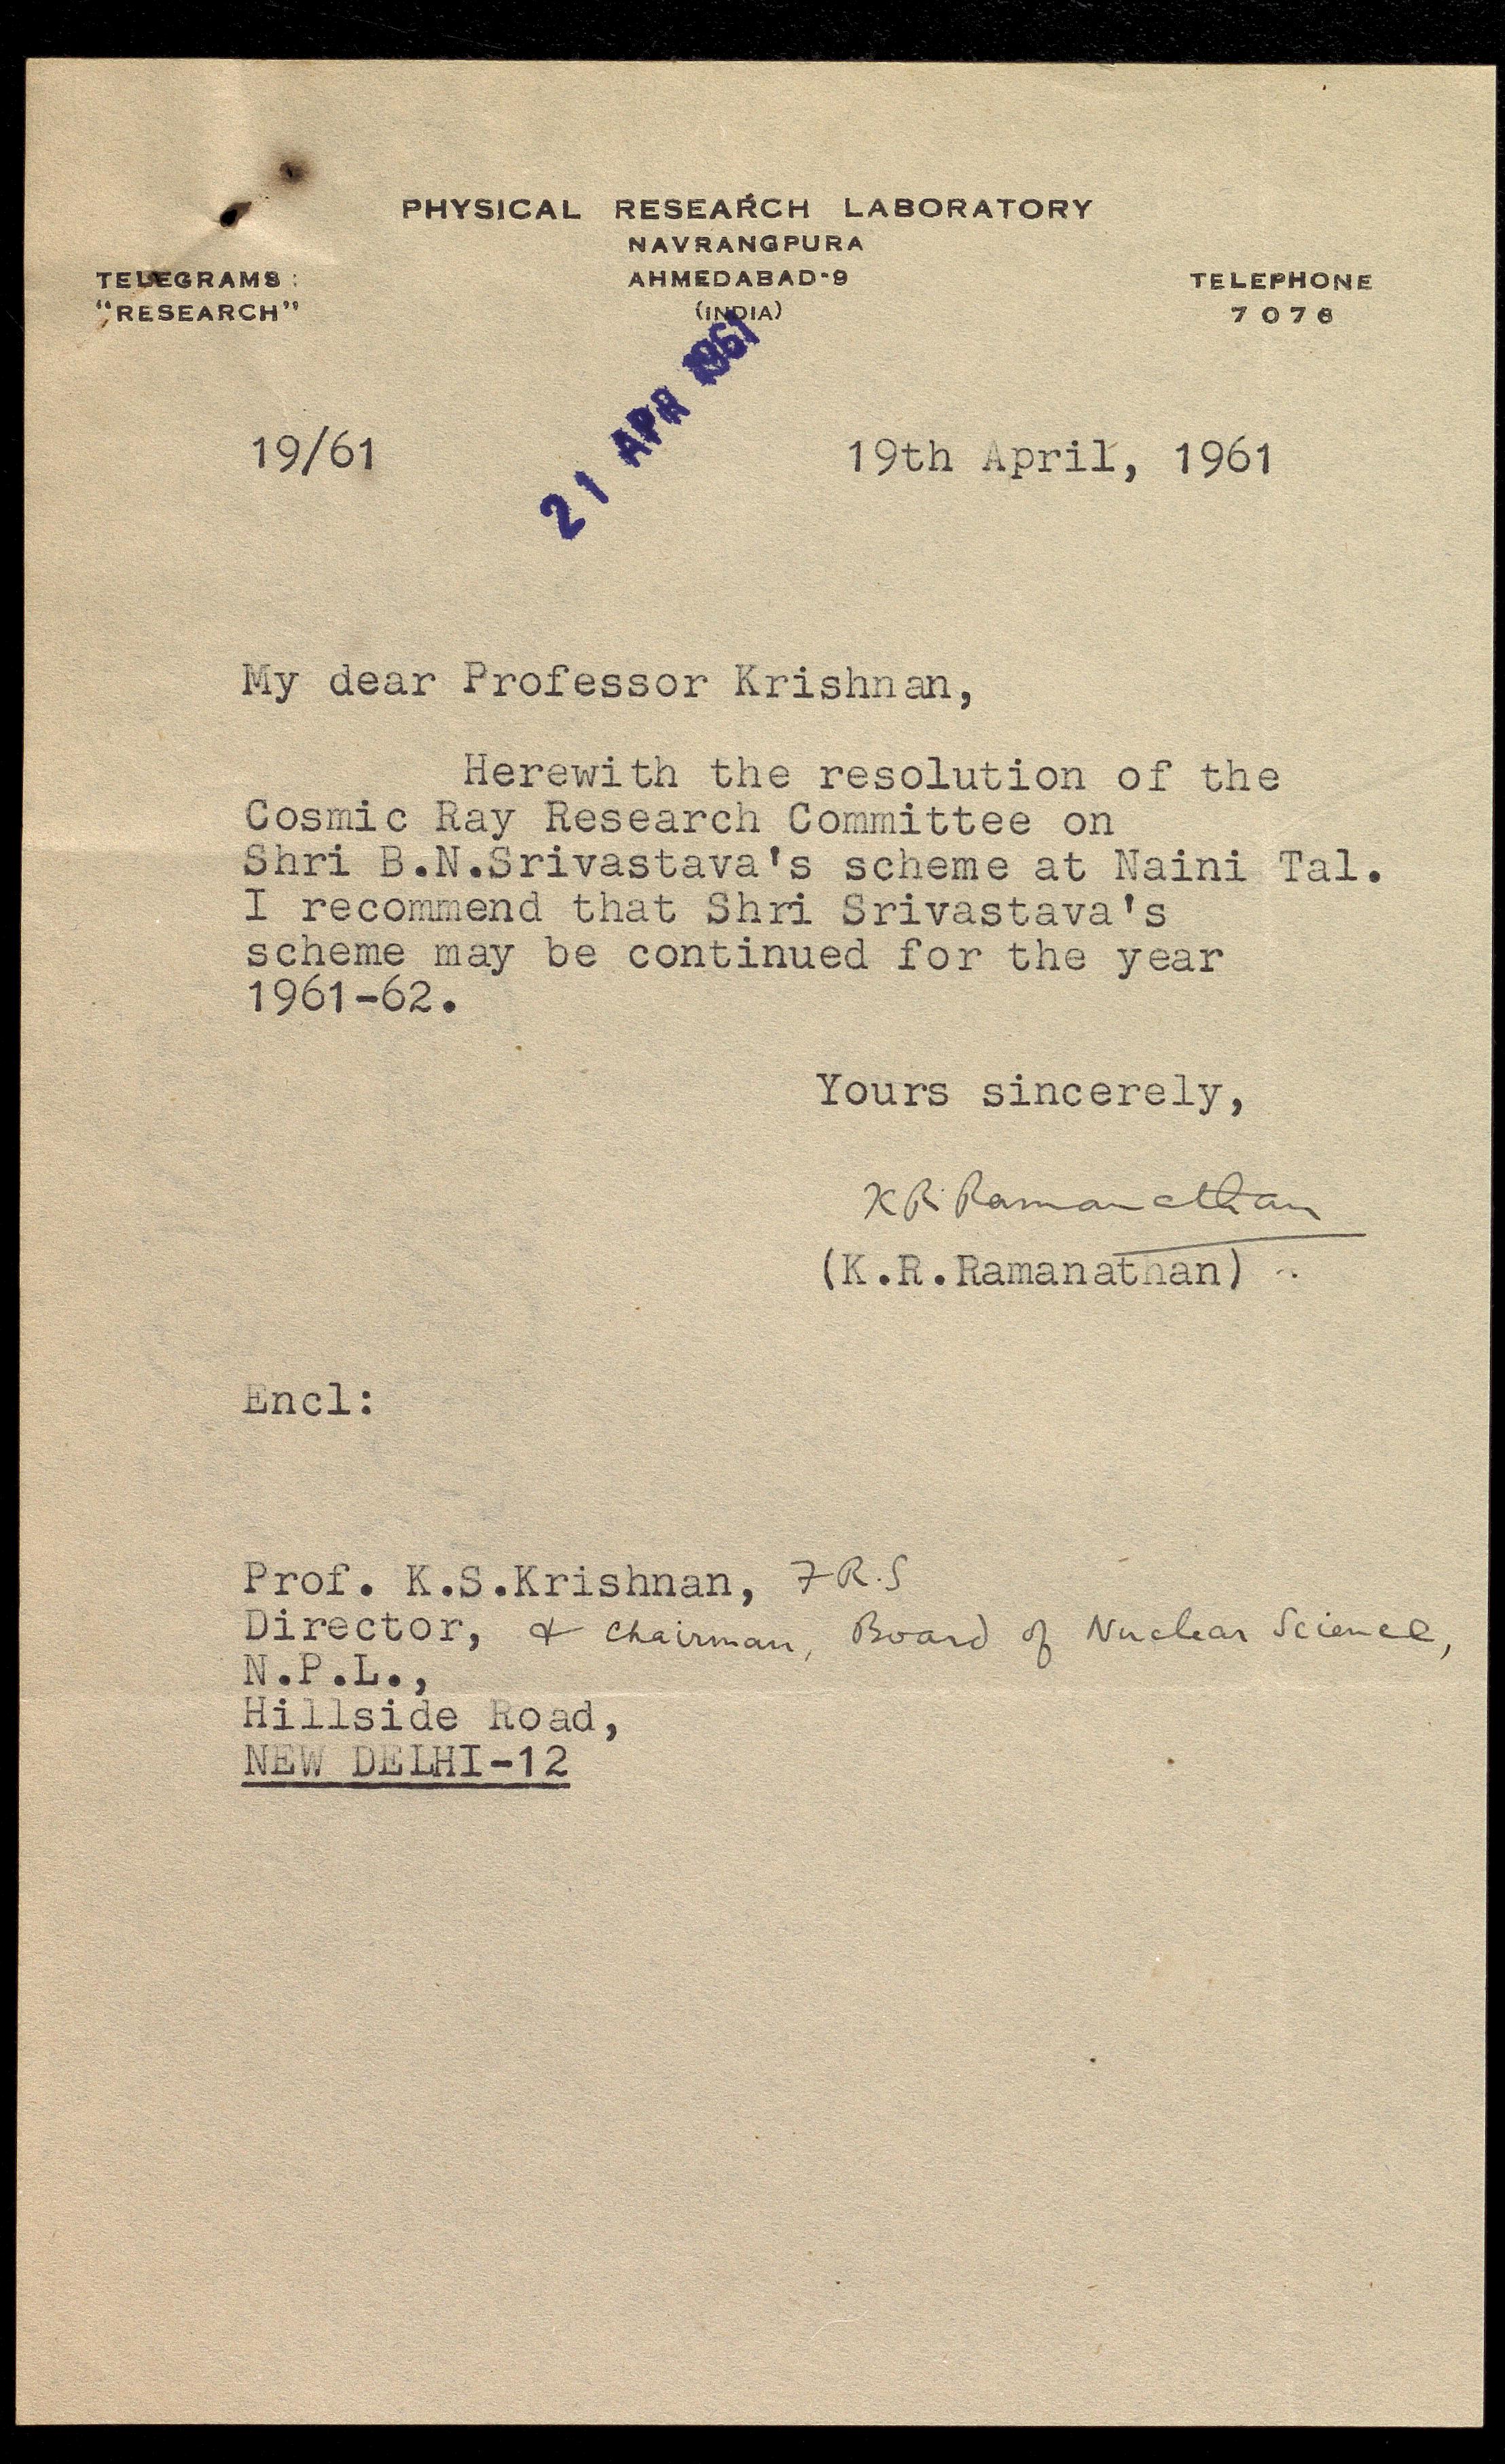 PHYSICAL RESEARCH LABORATORY
NAVRANGPURA
AHMEDABAD-9
(INDIA)
TELEGRAMS :
"RESEARCH"
TELEPHONE
7076
21 APR 1961
19/61
19th April, 1961
My dear Professor Krishnan,
Herewith the resolution of the
Cosmic Ray Research Committee on
Shri B.N.Srivastava's scheme at Naini Tal.
I recommend that Shri Srivastava's
scheme may be continued for the year
1961-62.
Yours sincerely,
K R. Ramanathan
(K.R.Ramanathan)
Encl:
Prof. K.S.Krishnan, F R.S
Director, & Chairman, Board of Nuclear Science,
N.P.L.,
Hillside Road,
NEW DELHI-12